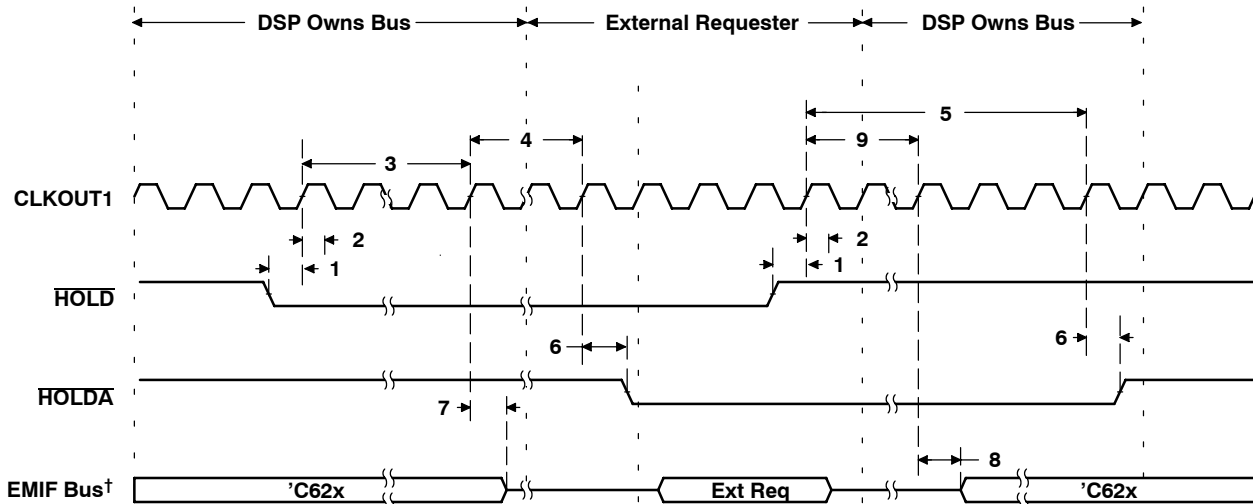 DSP Owns Bus External Requester DSP Owns Bus
5
4 9
3
CLKOUT1
2 2
1 1
HOLD
6 6
HOLDA
7
8
EMIF Bus† ’C62x Ext Req ’C62x